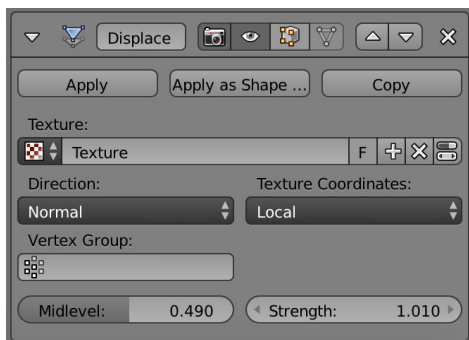 Displace
Apply Apply as Shape ... Copy
Texture:
Texture F
Direction: Texture Coordinates:
Normal Local
Vertex Group:
Midlevel: 0.490 Strength: 1.010